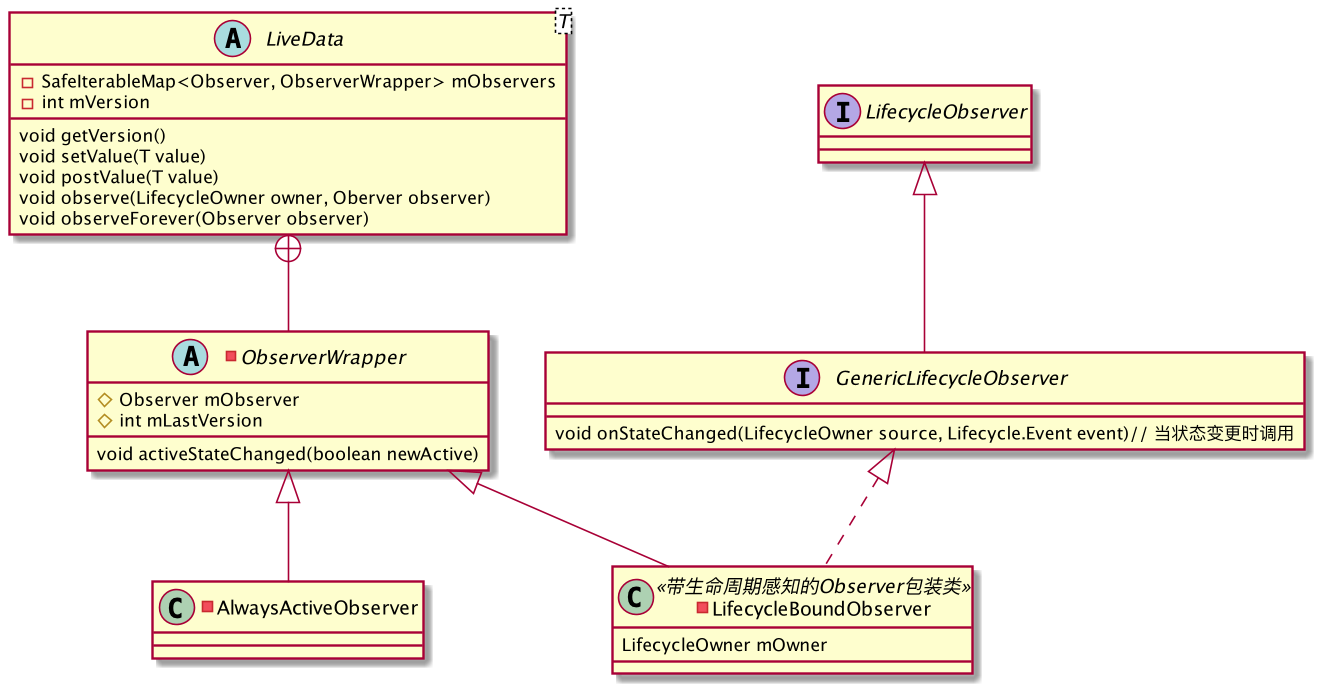 T
A LiveData
SafeIterableMap<Observer, ObserverWrapper> mObservers
int mVersion
void getVersion()
void setValue(T value)
void postValue(T value)
void observe(LifecycleOwner owner, Oberver observer)
void observeForever(Observer observer)
I LifecycleObserver
A ObserverWrapper
Observer mObserver
int mLastVersion
void activeStateChanged(boolean newActive)
I GenericLifecycleObserver
void onStateChanged(LifecycleOwner source, Lifecycle.Event event)// 当状态变更时调用
C AlwaysActiveObserver
«带生命周期感知的Observer包装类»
C LifecycleBoundObserver
LifecycleOwner mOwner